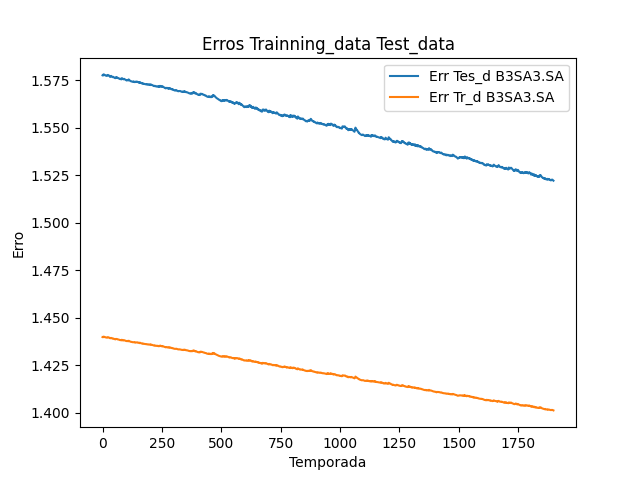 Erros Trainning_data Test_data
Err Tes_d B3SA3.SA
Err Tr_d B3SA3.SA
Erro
1.575
1.550
1.525
1.500
1.475
1.450
1.425
1.400
0 250 500 750 1000 1250 1500 1750
Temporada